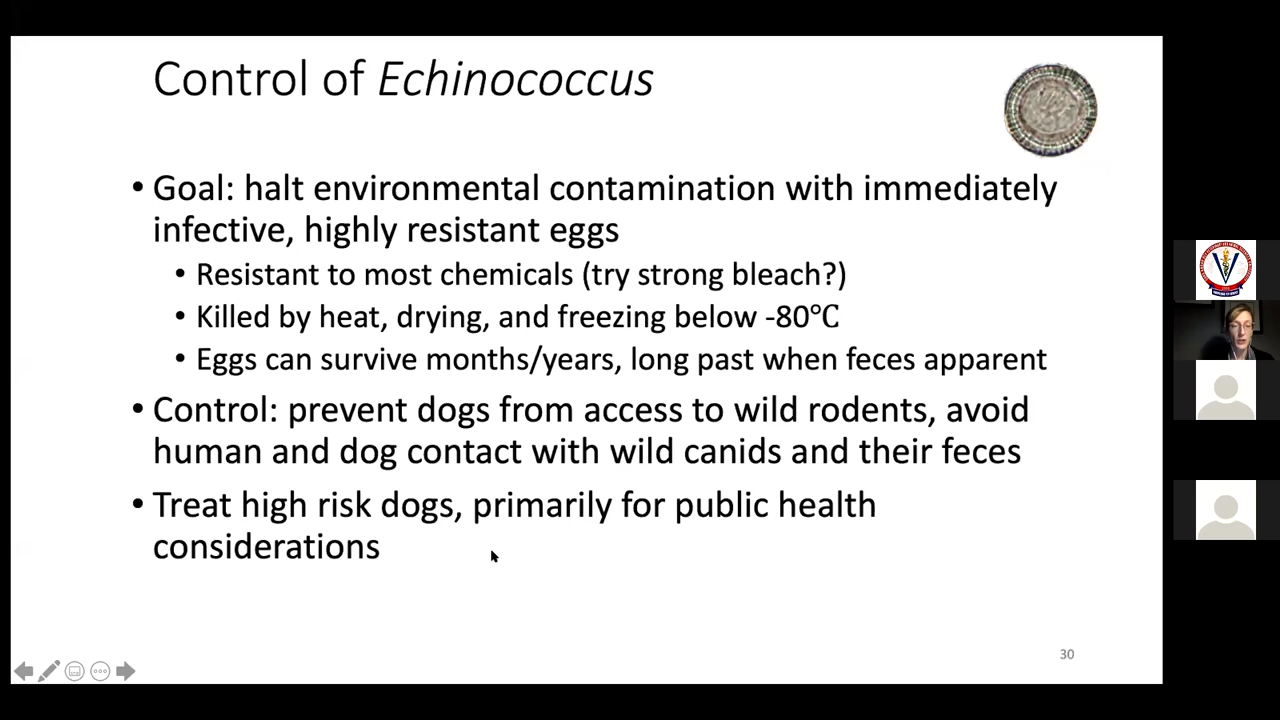 Control of Echinococcus
• Goal: halt environmental contamination with immediately
infective, highly resistant eggs
• Resistant to most chemicals (try strong bleach?)
• Killed by heat, drying, and freezing below -80℃
• Eggs can survive months/years, long past when feces apparent
• Control: prevent dogs from access to wild rodents, avoid
human and dog contact with wild canids and their feces
• Treat high risk dogs, primarily for public health
considerations
30